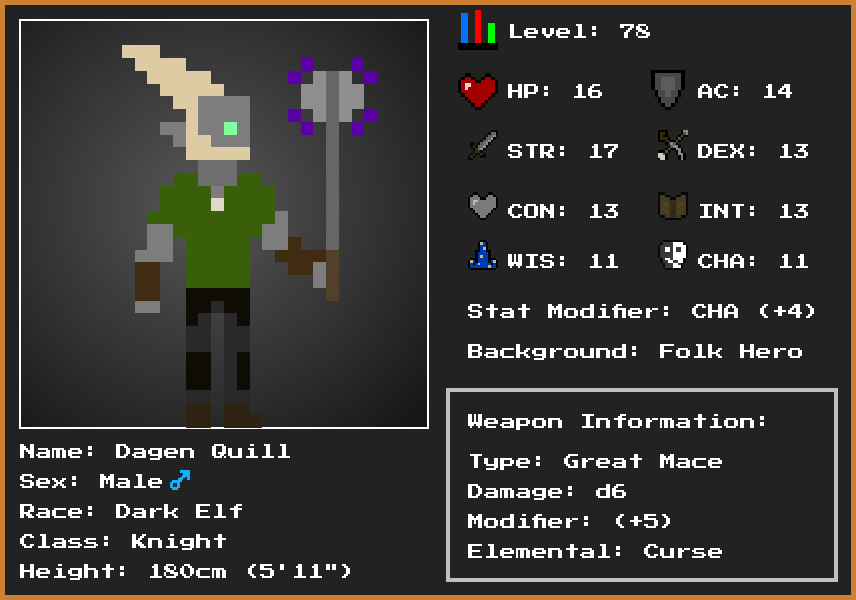 Level: 78
HP: 16
AC: 14
STR: 17
DEX: 13
CON: 13
INT: 13
WIS: 11
CHA: 11
Stat Modifier: CHA (+4)
Background: Folk Hero
Weapon Information:
Type: Great Mace
Damage: d6
Modifier: (+5)
Elemental: Curse
Name: Dagen Quill
Sex: Male ♂
Race: Dark Elf
Class: Knight
Height: 180cm (5'11")